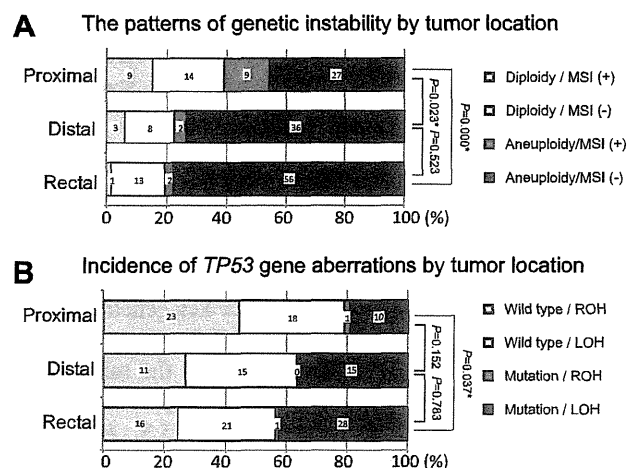 A The patterns of genetic instability by tumor location
Proximal 9 14 9 27
Distal 3 8 2 36
Rectal 1 13 2 56
0 20 40 60 80 100 (%)
P=0.023*
P=0.523
P=0.000*
Diploidy / MSI (+)
Diploidy / MSI (-)
Aneuploidy/MSI (+)
Aneuploidy/MSI (-)
B Incidence of TP53 gene aberrations by tumor location
Proximal 23 18 1 10
Distal 11 15 0 15
Rectal 16 21 1 28
0 20 40 60 80 100 (%)
P=0.152
P=0.783
P=0.037*
Wild type / ROH
Wild type / LOH
Mutation / ROH
Mutation / LOH